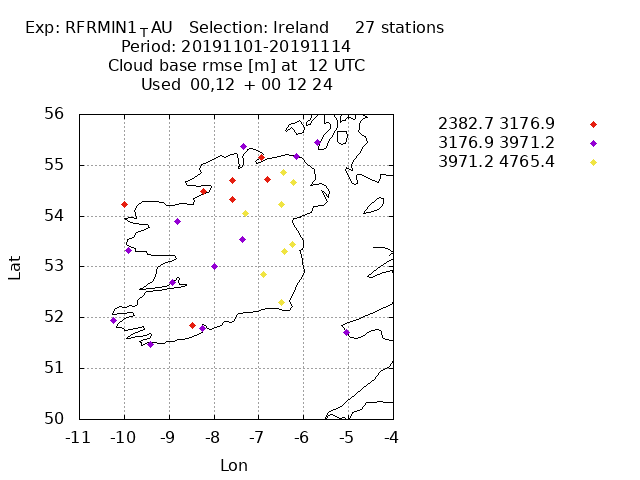 Exp: RFRMIN1┬AU Selection: Ireland 27 stations
Period: 20191101-20191114
Cloud base rmse [m] at 12 UTC
Used 00,12 + 00 12 24
2382.7 3176.9
3176.9 3971.2
3971.2 4765.4
56
55
54
53
52
51
50
Lat
-11 -10 -9 -8 -7 -6 -5 -4
Lon